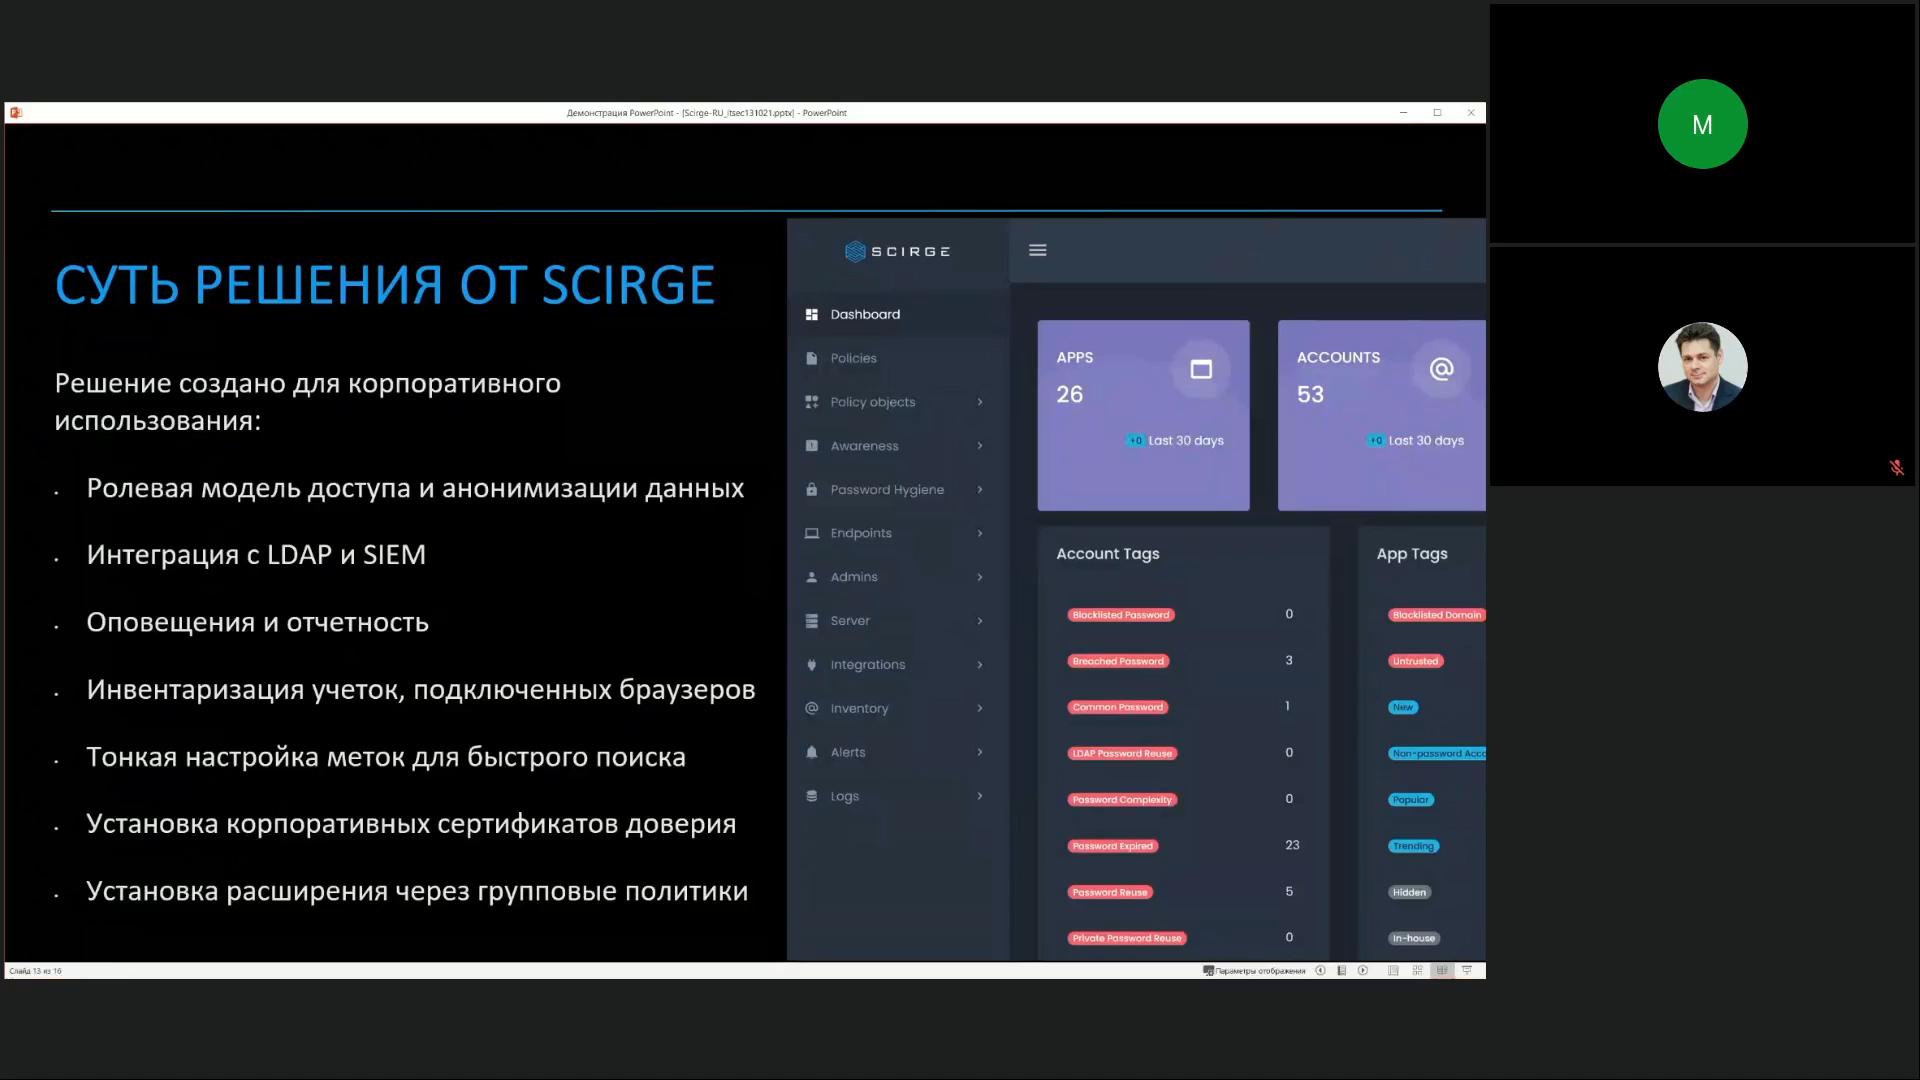 Демонстрация PowerPoint - [Scirge-RU_itsec131021.pptx] - PowerPoint
СУТЬ РЕШЕНИЯ ОТ SCIRGE
Решение создано для корпоративного
использования:
Ролевая модель доступа и анонимизации данных
Интеграция с LDAP и SIEM
Оповещения и отчетность
Инвентаризация учеток, подключенных браузеров
Тонкая настройка меток для быстрого поиска
Установка корпоративных сертификатов доверия
Установка расширения через групповые политики
SCIRGE
Dashboard
Policies
Policy objects
Awareness
Password Hygiene
Endpoints
Admins
Server
Integrations
Inventory
Alerts
Logs
APPS
26
+0 Last 30 days
ACCOUNTS
53
+0 Last 30 days
Account Tags
Blacklisted Password 0
Breached Password 3
Common Password 1
LDAP Password Reuse 0
Password Complexity 0
Password Expired 23
Password Reuse 5
Private Password Reuse 0
App Tags
Blacklisted Domain
Untrusted
New
Non-password Acco
Popular
Trending
Hidden
In-house
Слайд 13 из 16
Параметры отображения
M